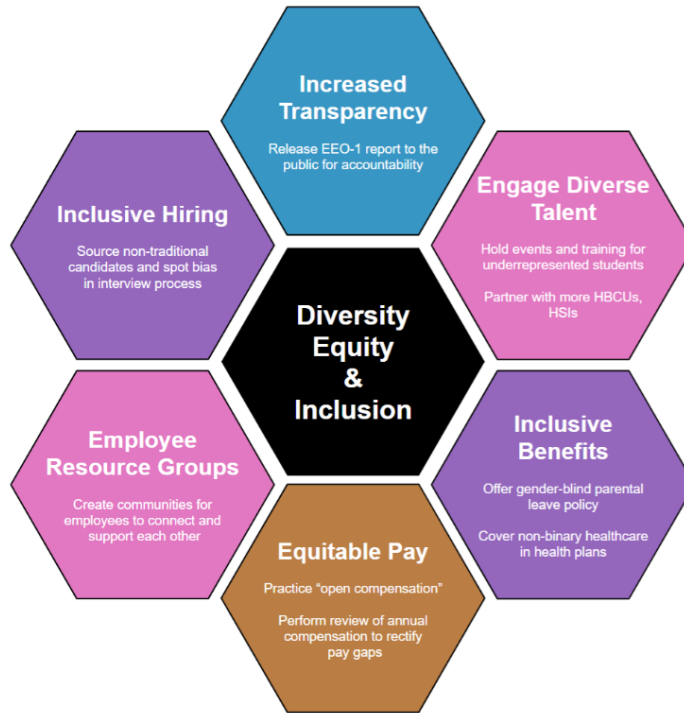 Increased
Transparency
Release EEO-1 report to the
public for accountability
Inclusive Hiring
Source non-traditional
candidates and spot bias
in interview process
Engage Diverse
Talent
Hold events and training for
underrepresented students
Partner with more HBCUs,
HSIs
Diversity
Equity
&
Inclusion
Employee
Resource Groups
Create communities for
employees to connect and
support each other
Inclusive
Benefits
Offer gender-blind parental
leave policy
Cover non-binary healthcare
in health plans
Equitable Pay
Practice “open compensation”
Perform review of annual
compensation to rectify
pay gaps